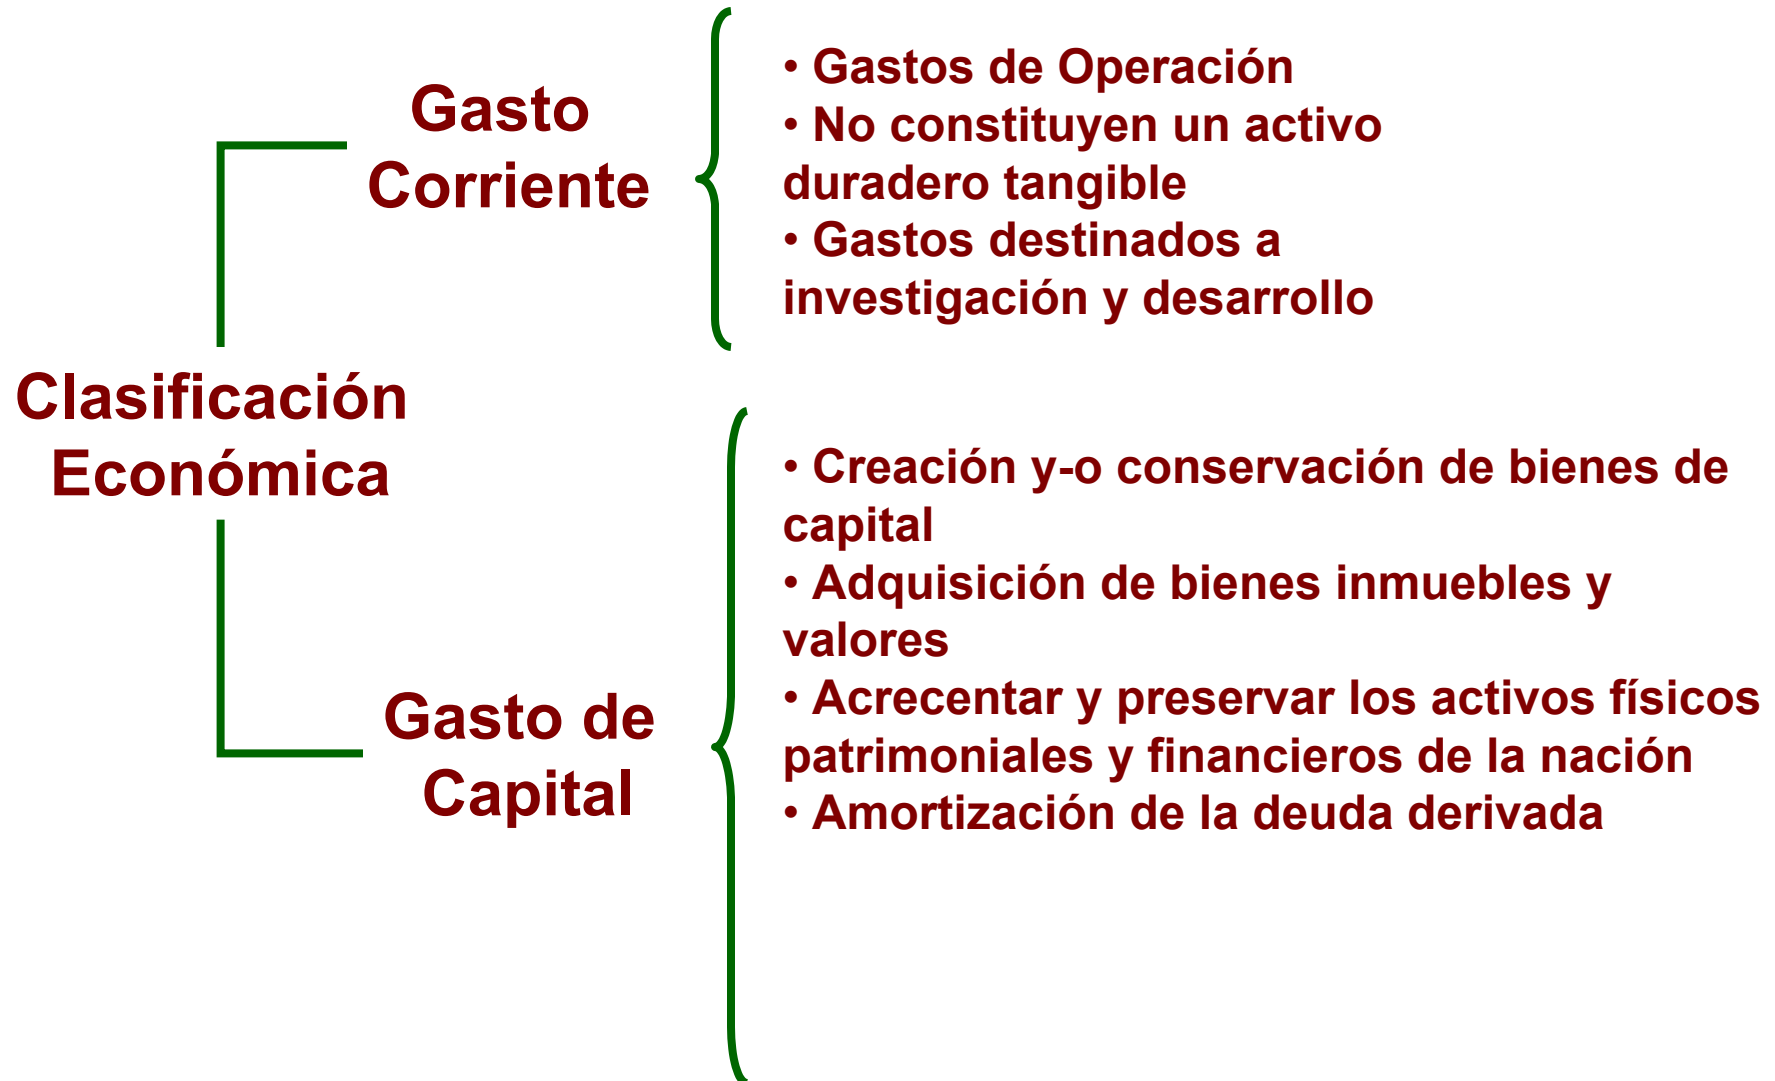 Clasificación
Económica
Gasto
Corriente
• Gastos de Operación
• No constituyen un activo
duradero tangible
• Gastos destinados a
investigación y desarrollo
Gasto de
Capital
• Creación y-o conservación de bienes de
capital
• Adquisición de bienes inmuebles y
valores
• Acrecentar y preservar los activos físicos
patrimoniales y financieros de la nación
• Amortización de la deuda derivada